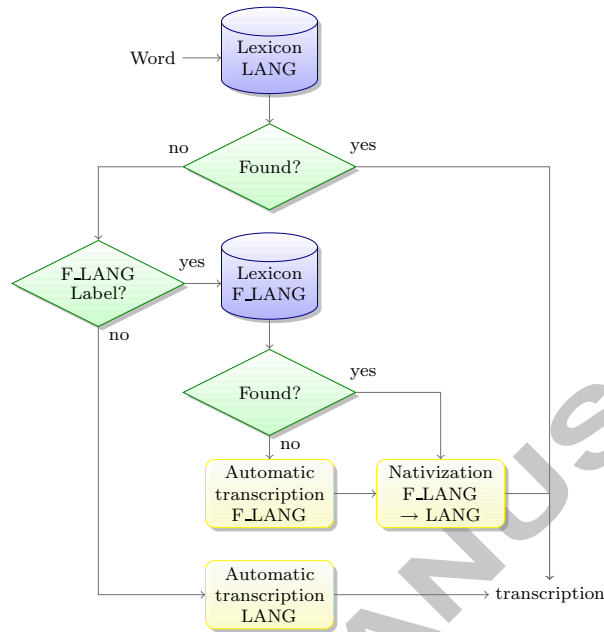 Word
Lexicon
LANG
no
yes
Found?
F_LANG
Label?
yes
Lexicon
F_LANG
no
Found?
yes
no
Automatic
transcription
F_LANG
Nativization
F_LANG
→ LANG
Automatic
transcription
LANG
transcription
ANUS